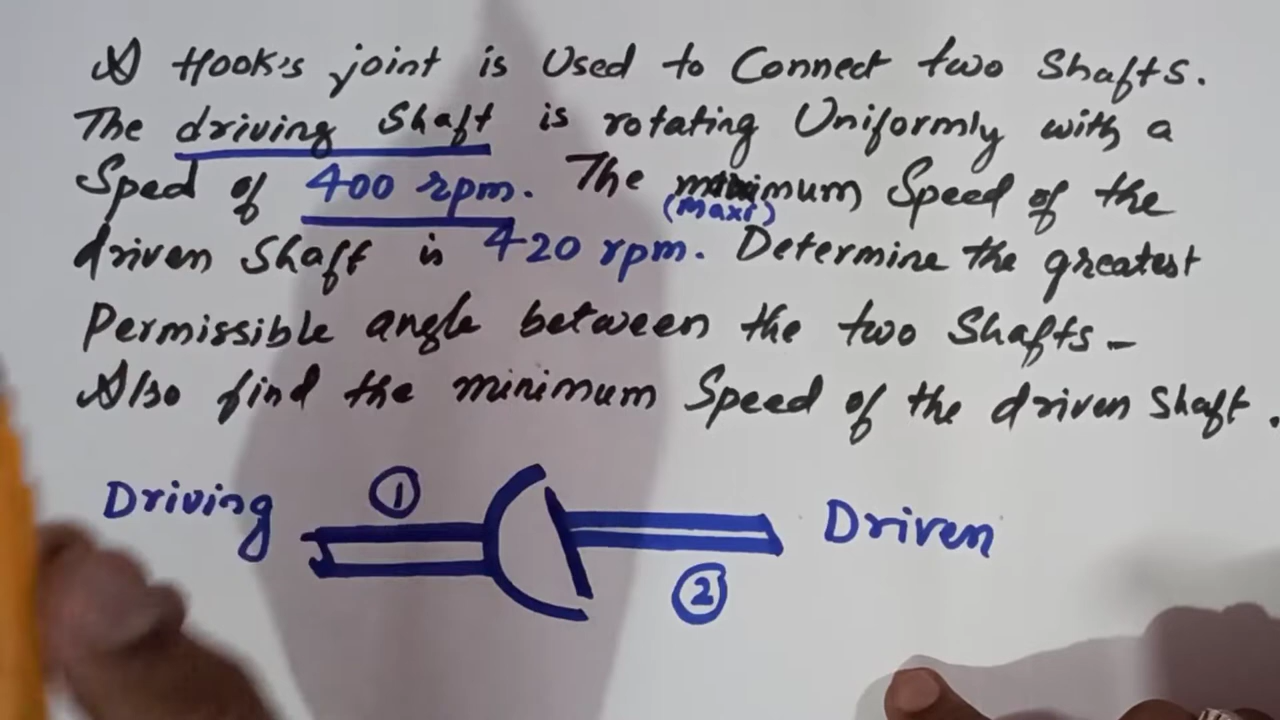 A Hook's joint is Used to Connect two Shafts.
The driving Shaft is rotating Uniformly with a
Sped of 400 rpm. The maximum Speed of the
(Maxi)
driven Shaft is 420 rpm. Determine the greatest
Permissible angle between the two Shafts -
Also find the minimum Speed of the driven Shaft.
Driving
1
Driven
2